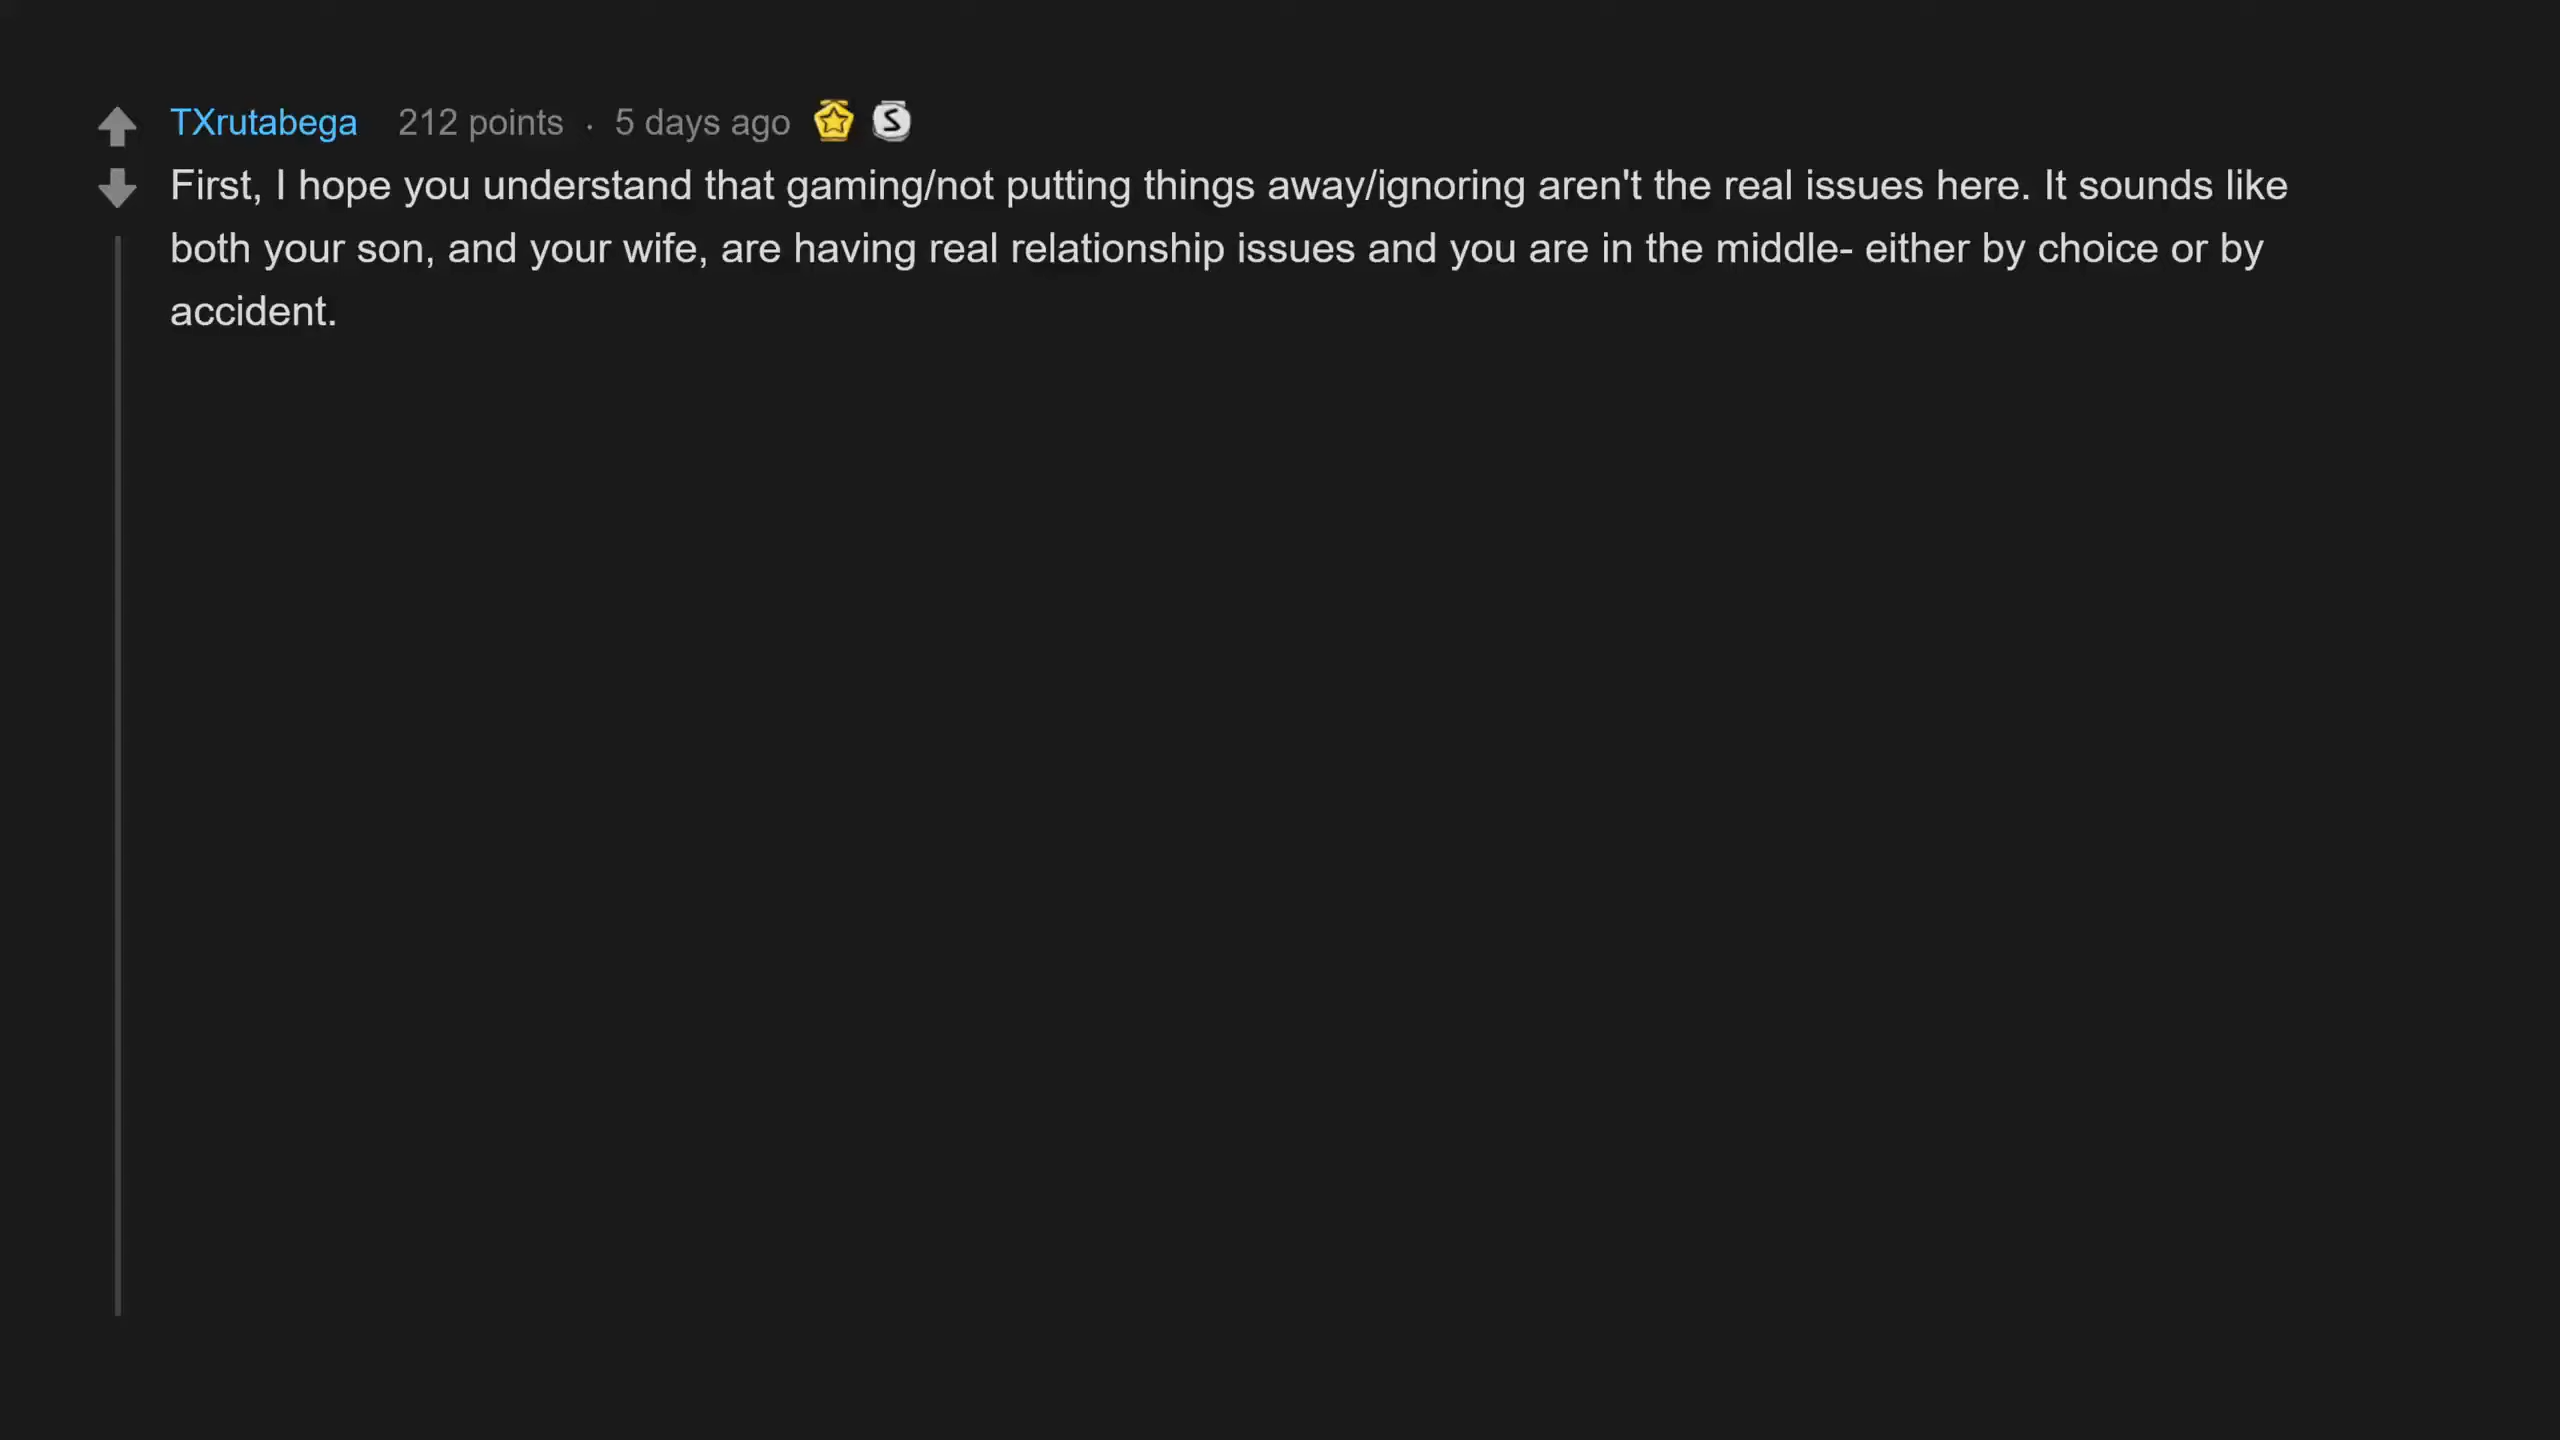 TXrutabega 212 points · 5 days ago S
First, I hope you understand that gaming/not putting things away/ignoring aren't the real issues here. It sounds like
both your son, and your wife, are having real relationship issues and you are in the middle- either by choice or by
accident.